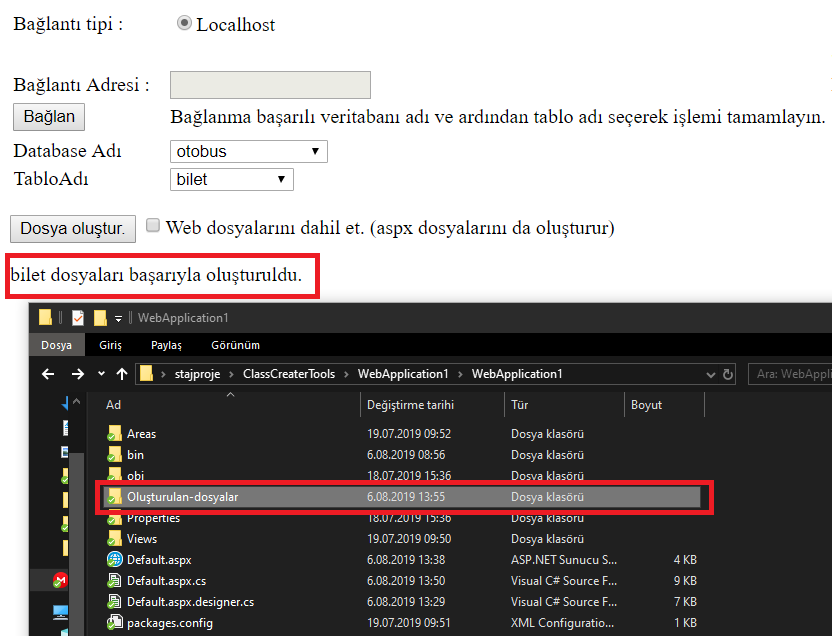 Bağlantı tipi : Localhost
Bağlantı Adresi :
Bağlan Bağlanma başarılı veritabanı adı ve ardından tablo adı seçerek işlemi tamamlayın.
Database Adı otobus
TabloAdı bilet
Dosya oluştur. Web dosyalarını dahil et. (aspx dosyalarını da oluşturur)
bilet dosyaları başarıyla oluşturuldu.
WebApplication1
Dosya Giriş Paylaş Görünüm
stajproje ClassCreaterTools WebApplication1 WebApplication1 Ara: WebAppli
Ad Değiştirme tarihi Tür Boyut
Areas 19.07.2019 09:52 Dosya klasörü
bin 6.08.2019 08:56 Dosya klasörü
obj 18.07.2019 15:36 Dosya klasörü
Oluşturulan-dosyalar 6.08.2019 13:55 Dosya klasörü
Properties 18.07.2019 15:36 Dosya klasörü
Views 19.07.2019 09:50 Dosya klasörü
Default.aspx 6.08.2019 13:38 ASP.NET Sunucu S... 4 KB
Default.aspx.cs 6.08.2019 13:50 Visual C# Source F... 9 KB
Default.aspx.designer.cs 6.08.2019 13:29 Visual C# Source F... 7 KB
packages.config 19.07.2019 09:51 XML Configuratio... 1 KB